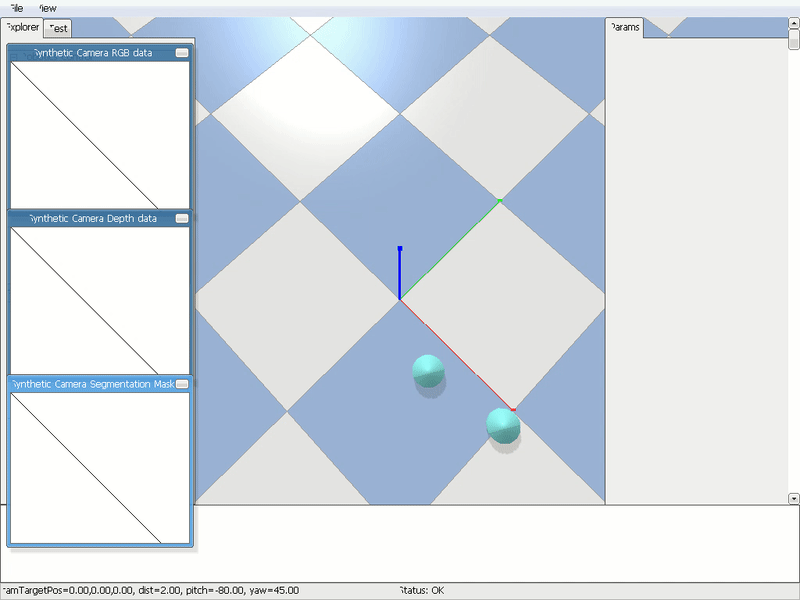 File View
Explorer Test
Params
Synthetic Camera RGB data
Synthetic Camera Depth data
Synthetic Camera Segmentation Mask
camTargetPos=0.00,0.00,0.00, dist=2.00, pitch=-80.00, yaw=45.00 Status: OK